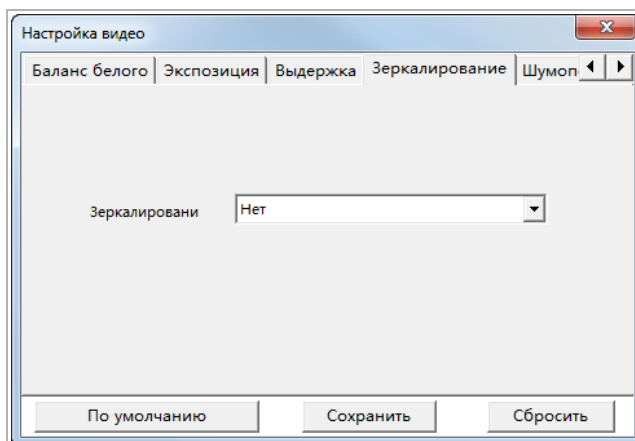 Настройка видео
Баланс белого Экспозиция Выдержка Зеркалирование Шумоп
Зеркалировани Нет
По умолчанию Сохранить Сбросить